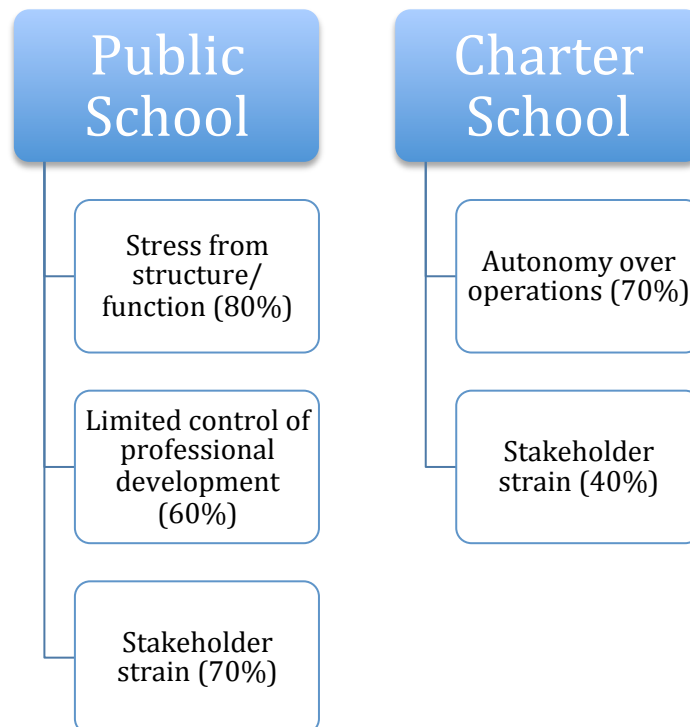 Public
School
Stress from
structure/
function (80%)
Limited control of
professional
development
(60%)
Stakeholder
strain (70%)
Charter
School
Autonomy over
operations (70%)
Stakeholder
strain (40%)